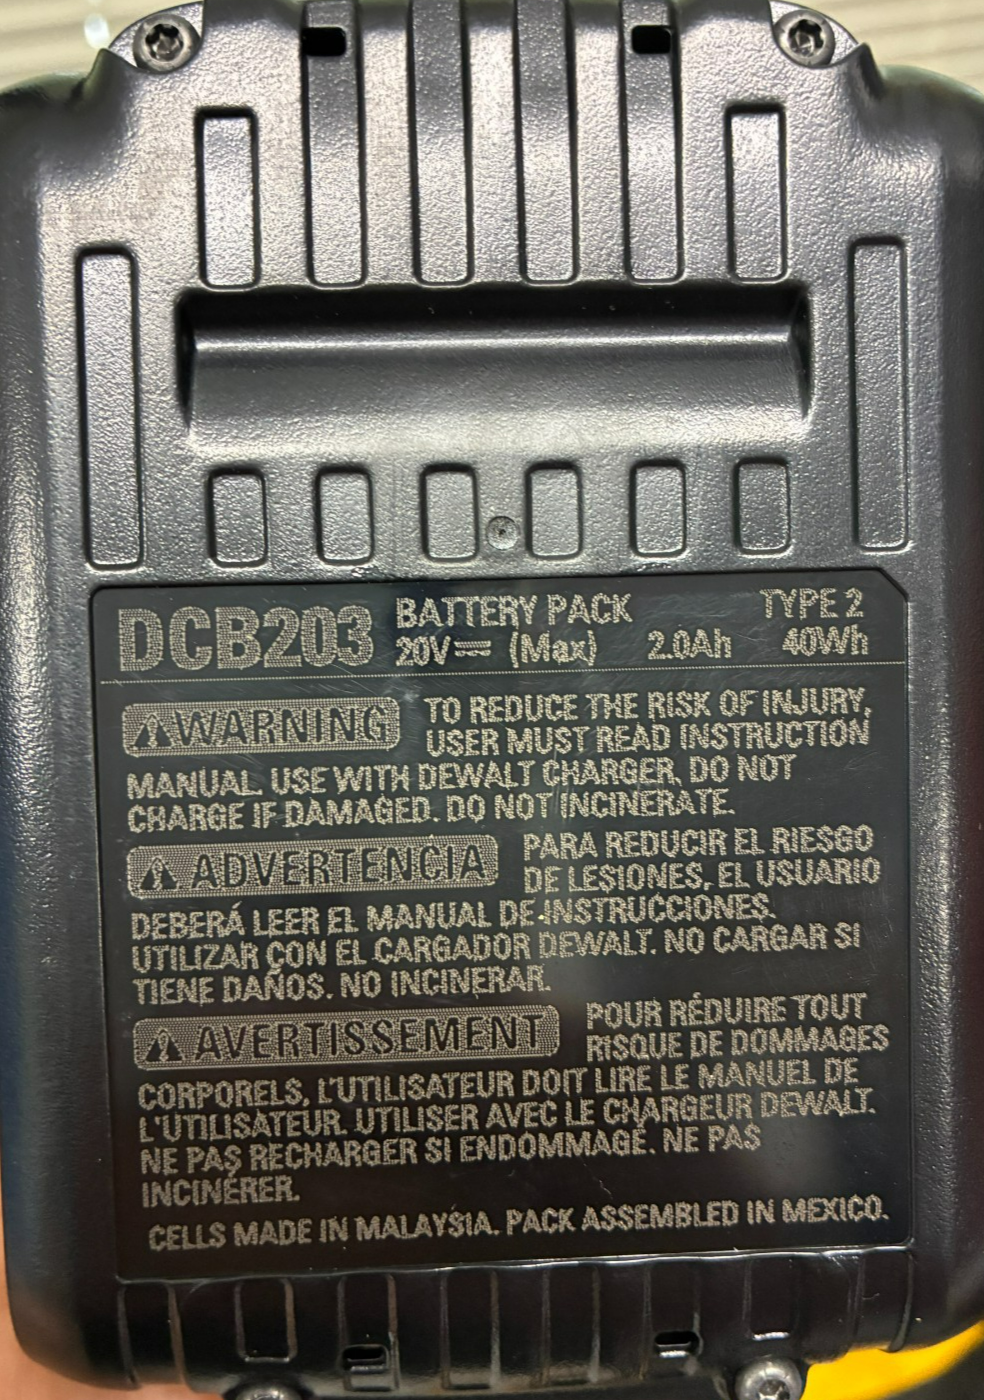 DCB203 BATTERY PACK TYPE 2
20V⎓ (Max) 2.0Ah 40Wh
⚠WARNING TO REDUCE THE RISK OF INJURY,
USER MUST READ INSTRUCTION
MANUAL. USE WITH DEWALT CHARGER. DO NOT
CHARGE IF DAMAGED. DO NOT INCINERATE.
⚠ ADVERTENCIA PARA REDUCIR EL RIESGO
DE LESIONES, EL USUARIO
DEBERÁ LEER EL MANUAL DE INSTRUCCIONES.
UTILIZAR CON EL CARGADOR DEWALT. NO CARGAR SI
TIENE DAÑOS. NO INCINERAR.
⚠ AVERTISSEMENT POUR RÉDUIRE TOUT
RISQUE DE DOMMAGES
CORPORELS, L'UTILISATEUR DOIT LIRE LE MANUEL DE
L'UTILISATEUR. UTILISER AVEC LE CHARGEUR DEWALT.
NE PAS RECHARGER SI ENDOMMAGÉ. NE PAS
INCINÉRER.
CELLS MADE IN MALAYSIA. PACK ASSEMBLED IN MEXICO.